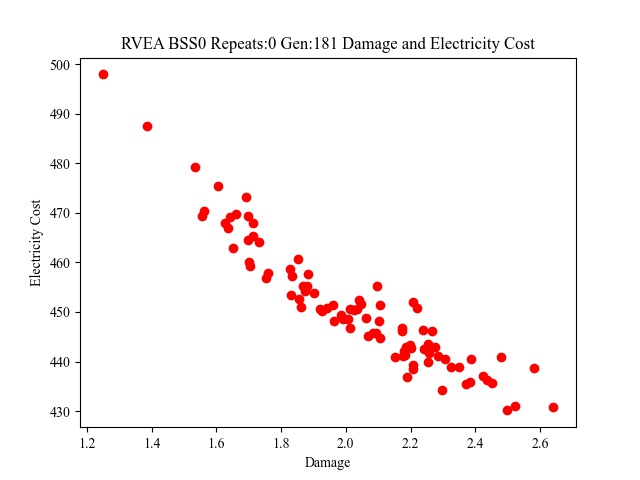 RVEA BSS0 Repeats:0 Gen:181 Damage and Electricity Cost
500
490
480
470
460
450
440
430
Electricity Cost
1.2 1.4 1.6 1.8 2.0 2.2 2.4 2.6
Damage